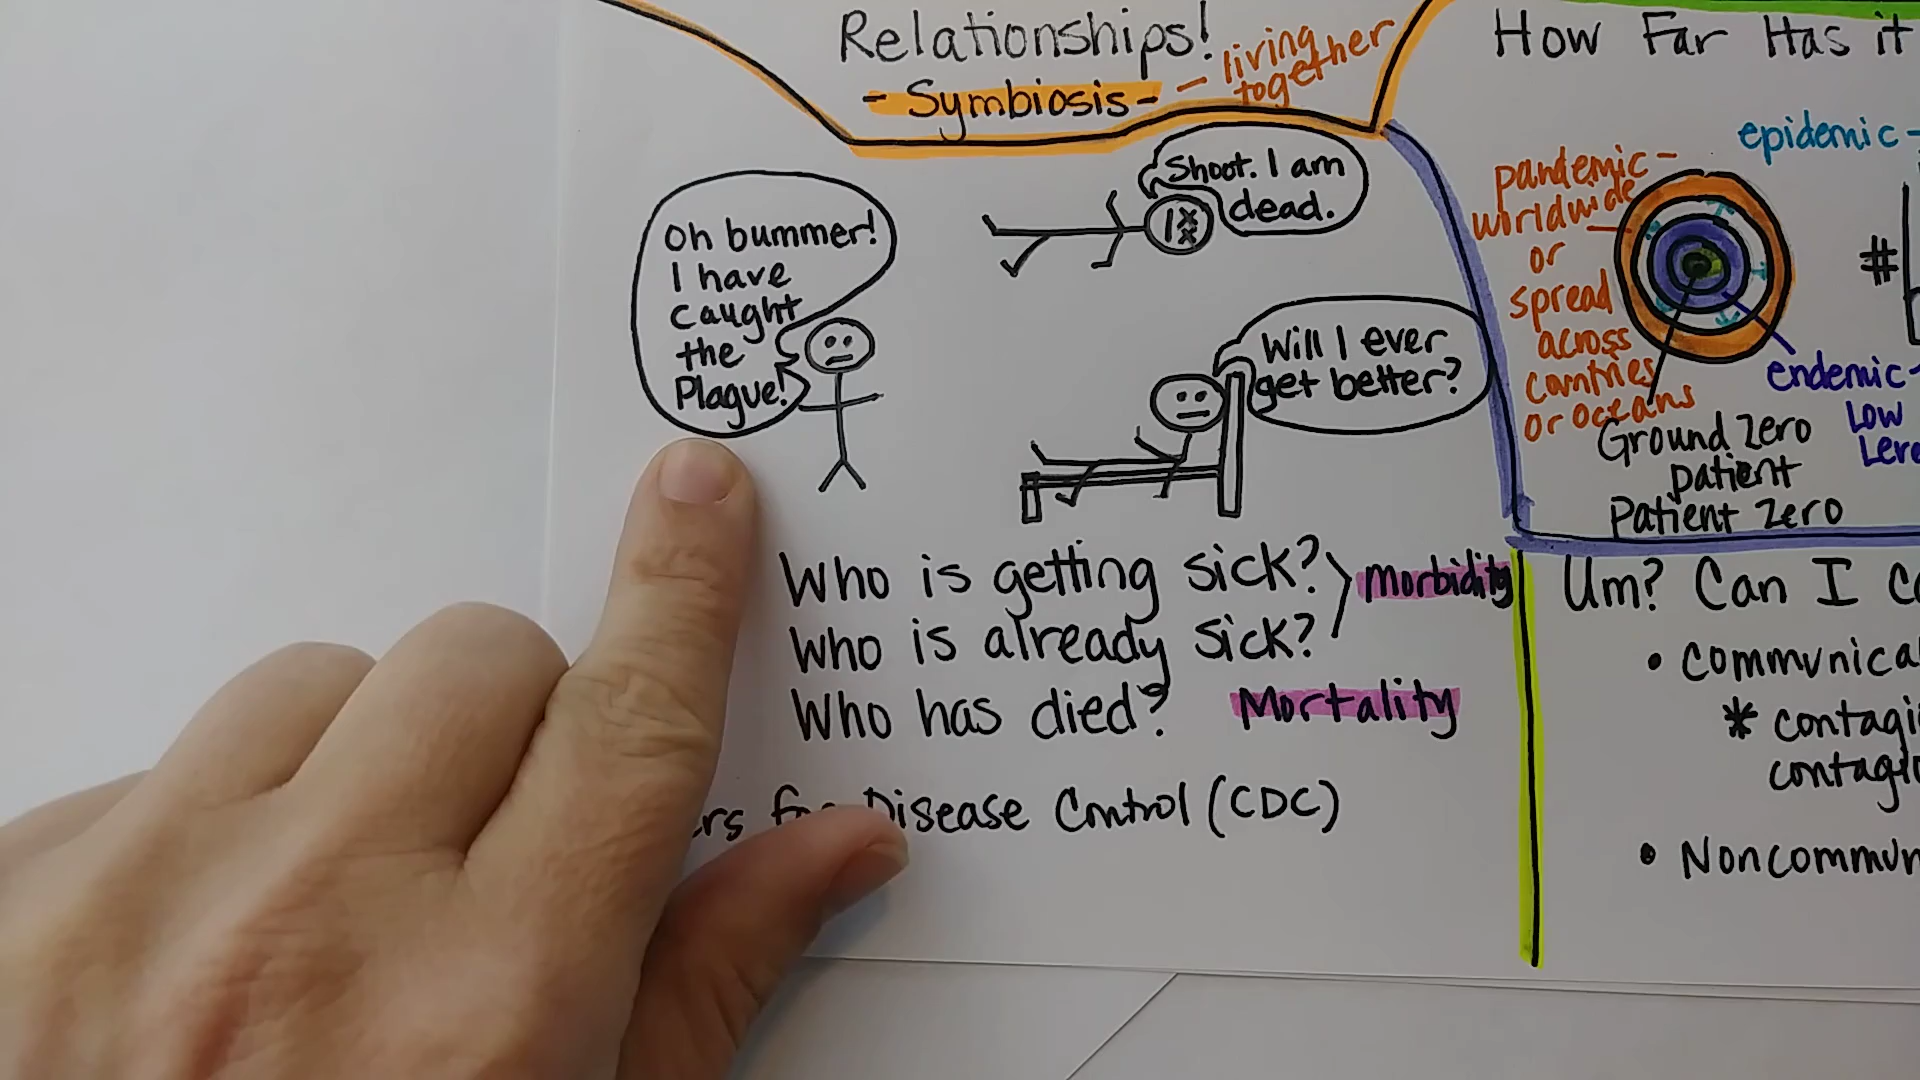 Relationships!
- Symbiosis - - living
together
Oh bummer!
I have
caught
the
Plague!
Shoot. I am
dead.
Will I ever
get better?
Who is getting sick?
Who is already sick?
morbidity
Who has died? Mortality
Disease Control (CDC)
How Far Has it
epidemic -
pandemic -
worldwide
or
spread
across
countries
or oceans
#
endemic -
Low
Ground Zero
patient
Patient Zero
Um? Can I
• Communica
* contagi
contagio
• Noncommun